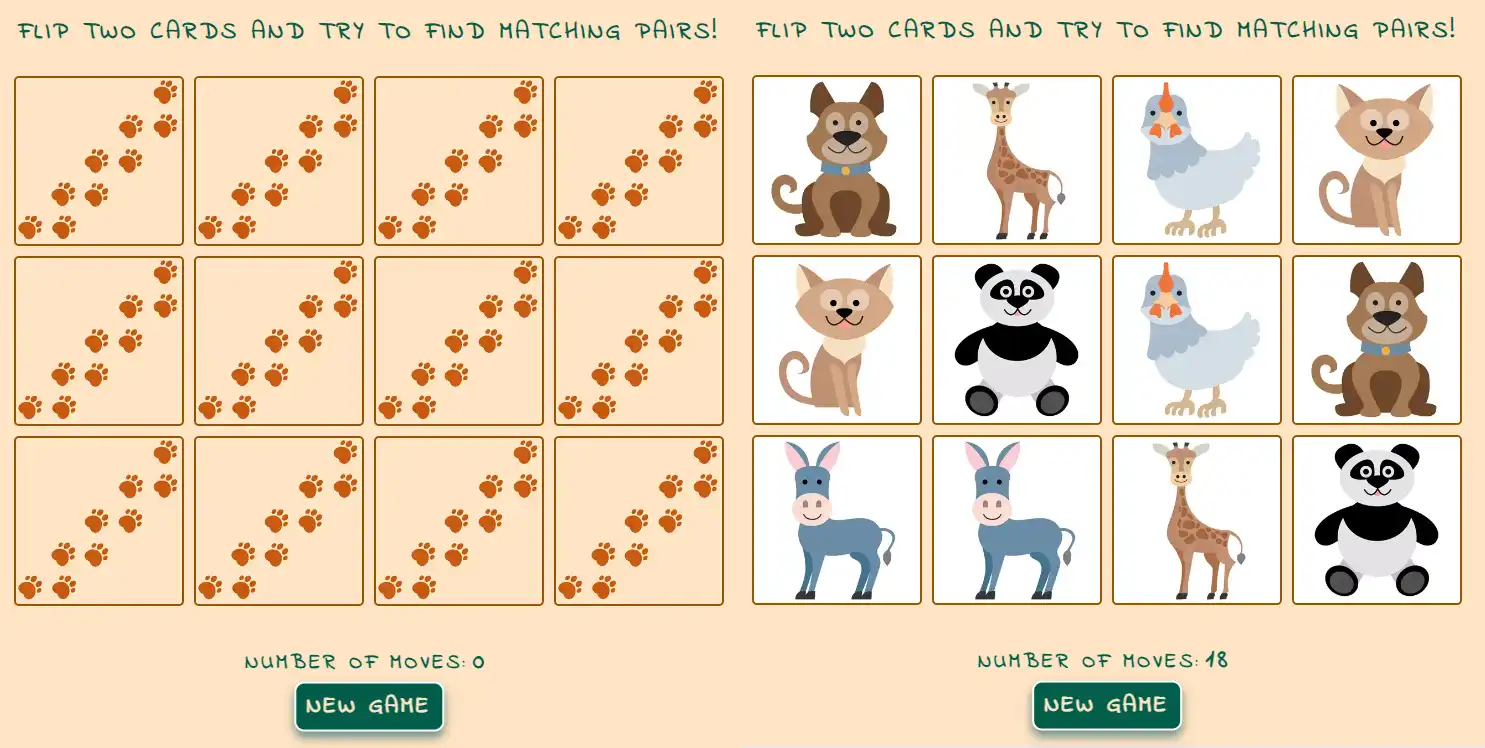 FLIP TWO CARDS AND TRY TO FIND MATCHING PAIRS!
NUMBER OF MOVES: 0
NEW GAME
FLIP TWO CARDS AND TRY TO FIND MATCHING PAIRS!
NUMBER OF MOVES: 18
NEW GAME